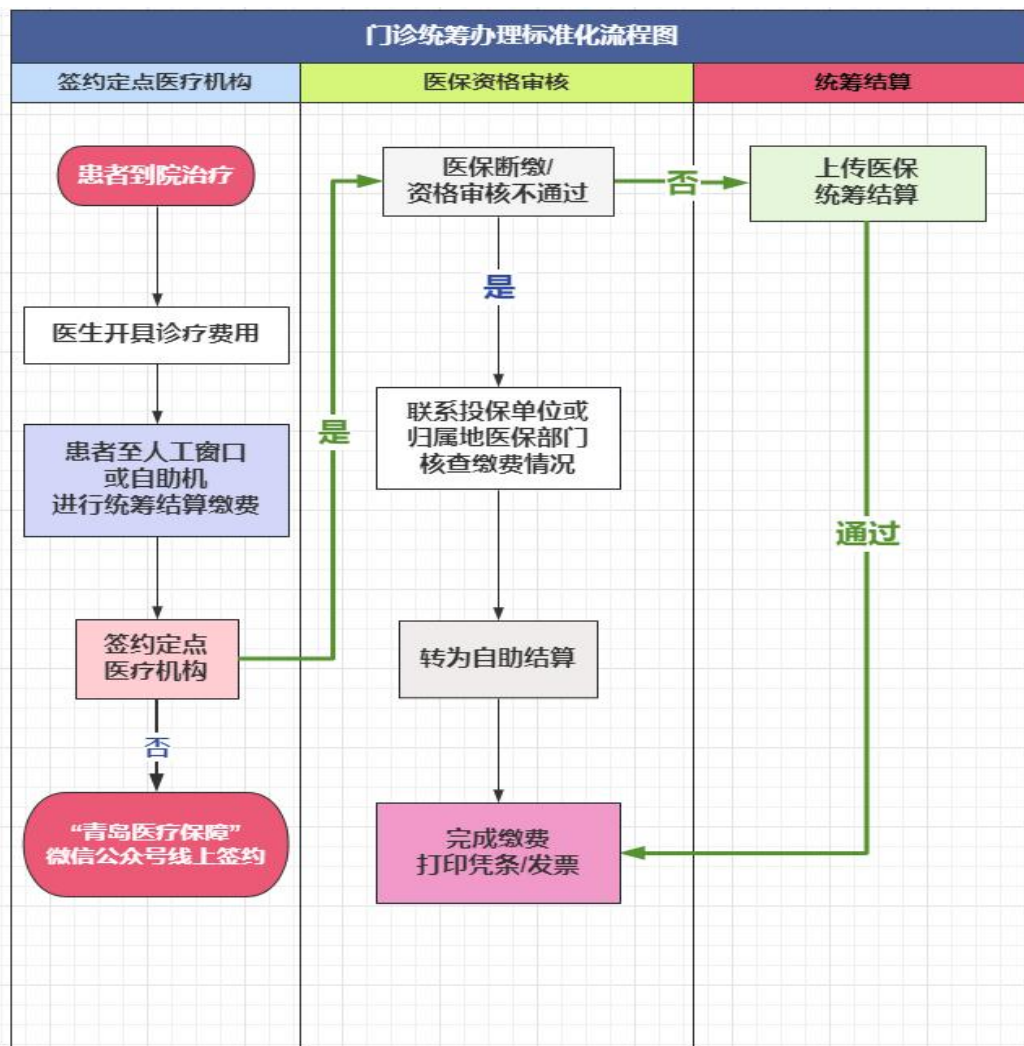 门诊统筹办理标准化流程图
签约定点医疗机构
医保资格审核
统筹结算
患者到院治疗
医生开具诊疗费用
患者至人工窗口
或自助机
进行统筹结算缴费
签约定点
医疗机构
否
“青岛医疗保障”
微信公众号线上签约
是
医保断缴/
资格审核不通过
否
是
联系投保单位或
归属地医保部门
核查缴费情况
转为自助结算
完成缴费
打印凭条/发票
上传医保
统筹结算
通过